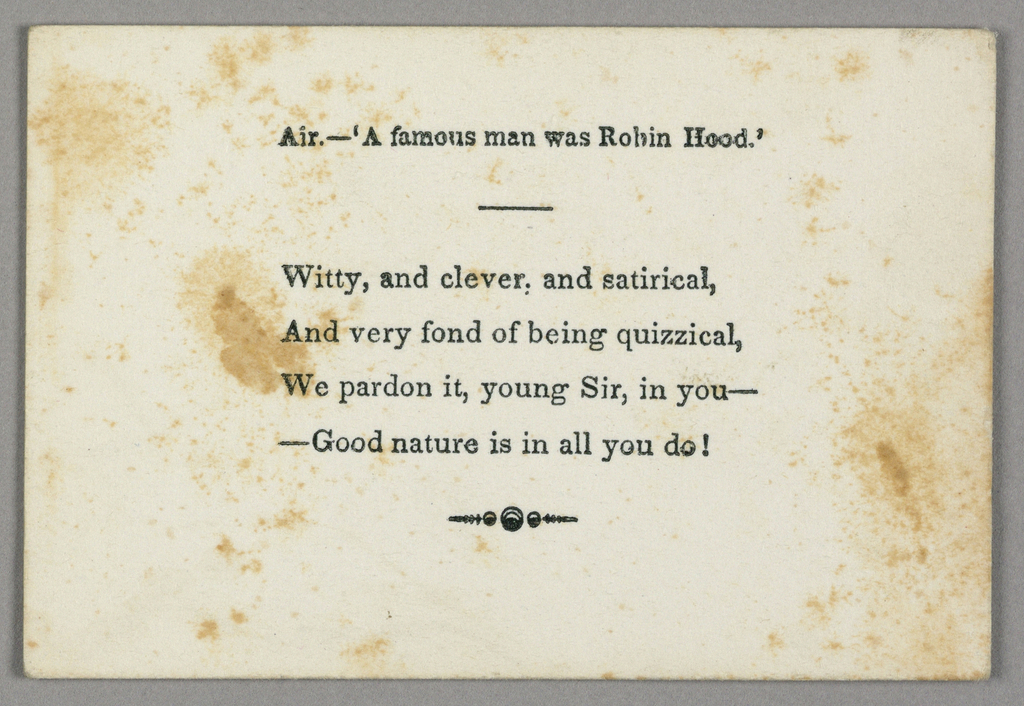 Air.—‘A famous man was Robin Hood.’
Witty, and clever, and satirical,
And very fond of being quizzical,
We pardon it, young Sir, in you—
—Good nature is in all you do!